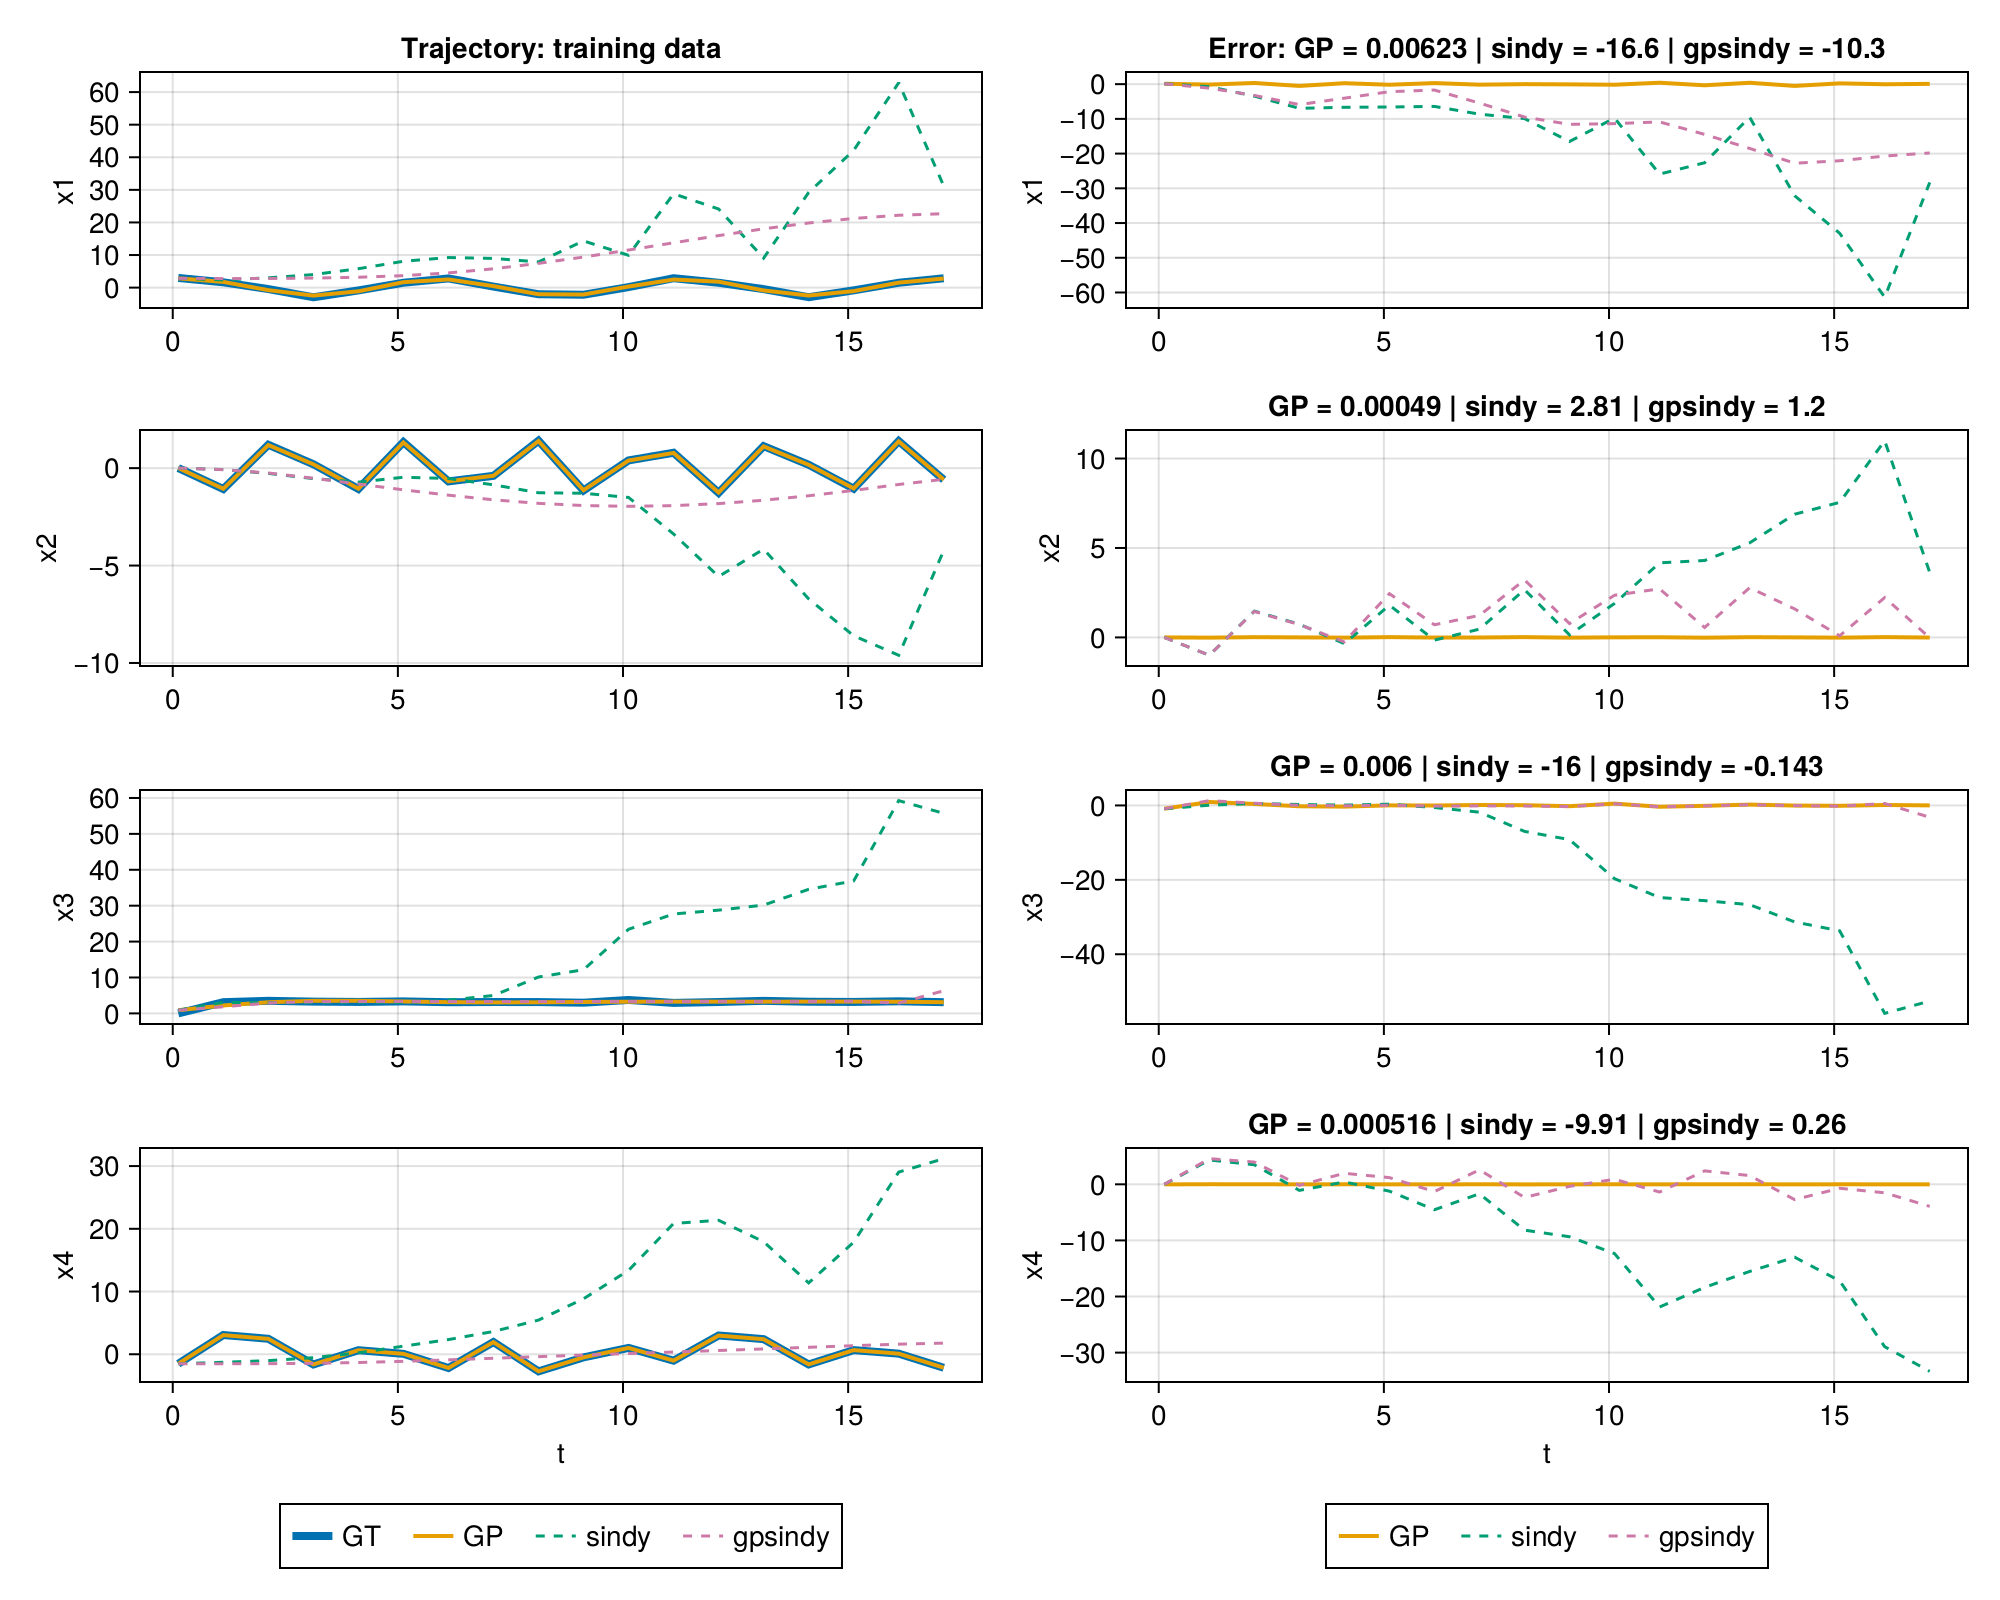 Trajectory: training data
Error: GP = 0.00623 | sindy = -16.6 | gpsindy = -10.3
x1
60
50
40
30
20
10
0
0 5 10 15
x1
0
−10
−20
−30
−40
−50
−60
0 5 10 15
GP = 0.00049 | sindy = 2.81 | gpsindy = 1.2
x2
0
−5
−10
0 5 10 15
x2
10
5
0
0 5 10 15
GP = 0.006 | sindy = -16 | gpsindy = -0.143
x3
60
50
40
30
20
10
0
0 5 10 15
x3
0
−20
−40
0 5 10 15
GP = 0.000516 | sindy = -9.91 | gpsindy = 0.26
x4
30
20
10
0
0 5 10 15
t
x4
0
−10
−20
−30
0 5 10 15
t
GT GP sindy gpsindy
GP sindy gpsindy